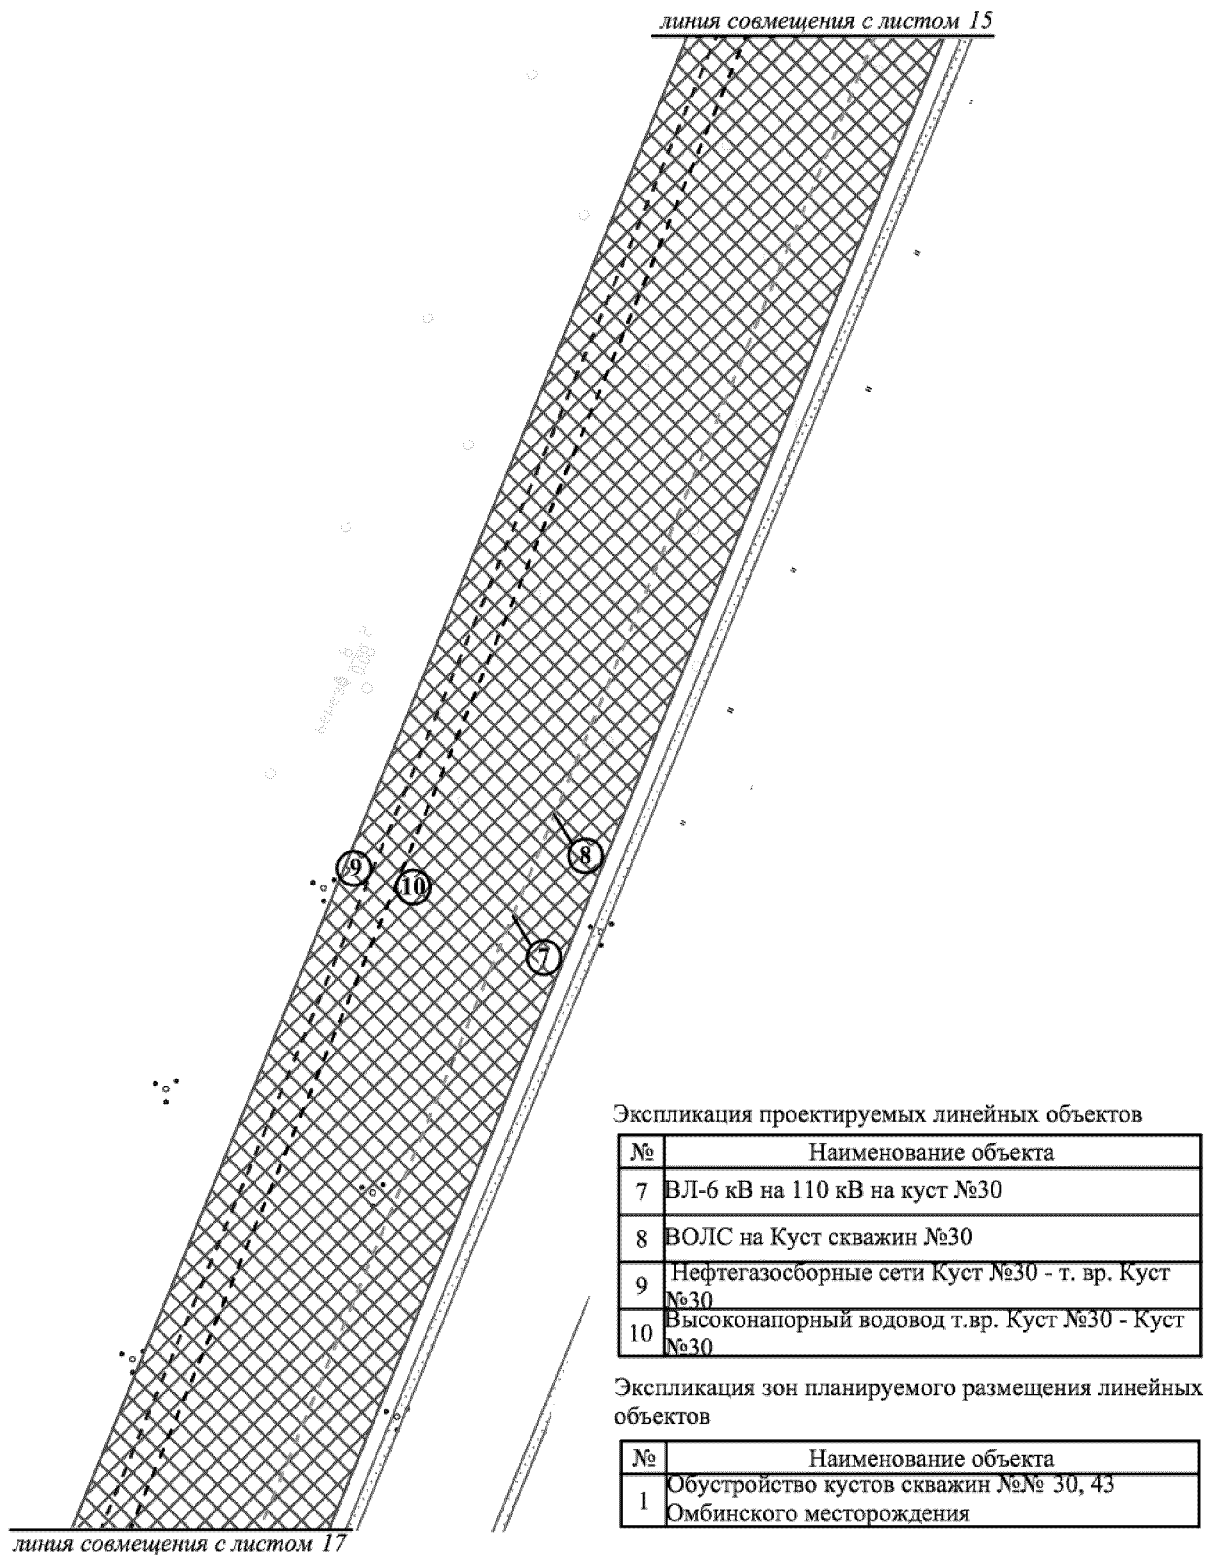 линия совмещения с листом 15
9
10
8
7
Экспликация проектируемых линейных объектов
№ Наименование объекта
7 ВЛ-6 кВ на 110 кВ на куст №30
8 ВОЛС на Куст скважин №30
9 Нефтегазосборные сети Куст №30 - т. вр. Куст
№30
10 Высоконапорный водовод т.вр. Куст №30 - Куст
№30
Экспликация зон планируемого размещения линейных
объектов
№ Наименование объекта
1 Обустройство кустов скважин №№ 30, 43
Омбинского месторождения
линия совмещения с листом 17